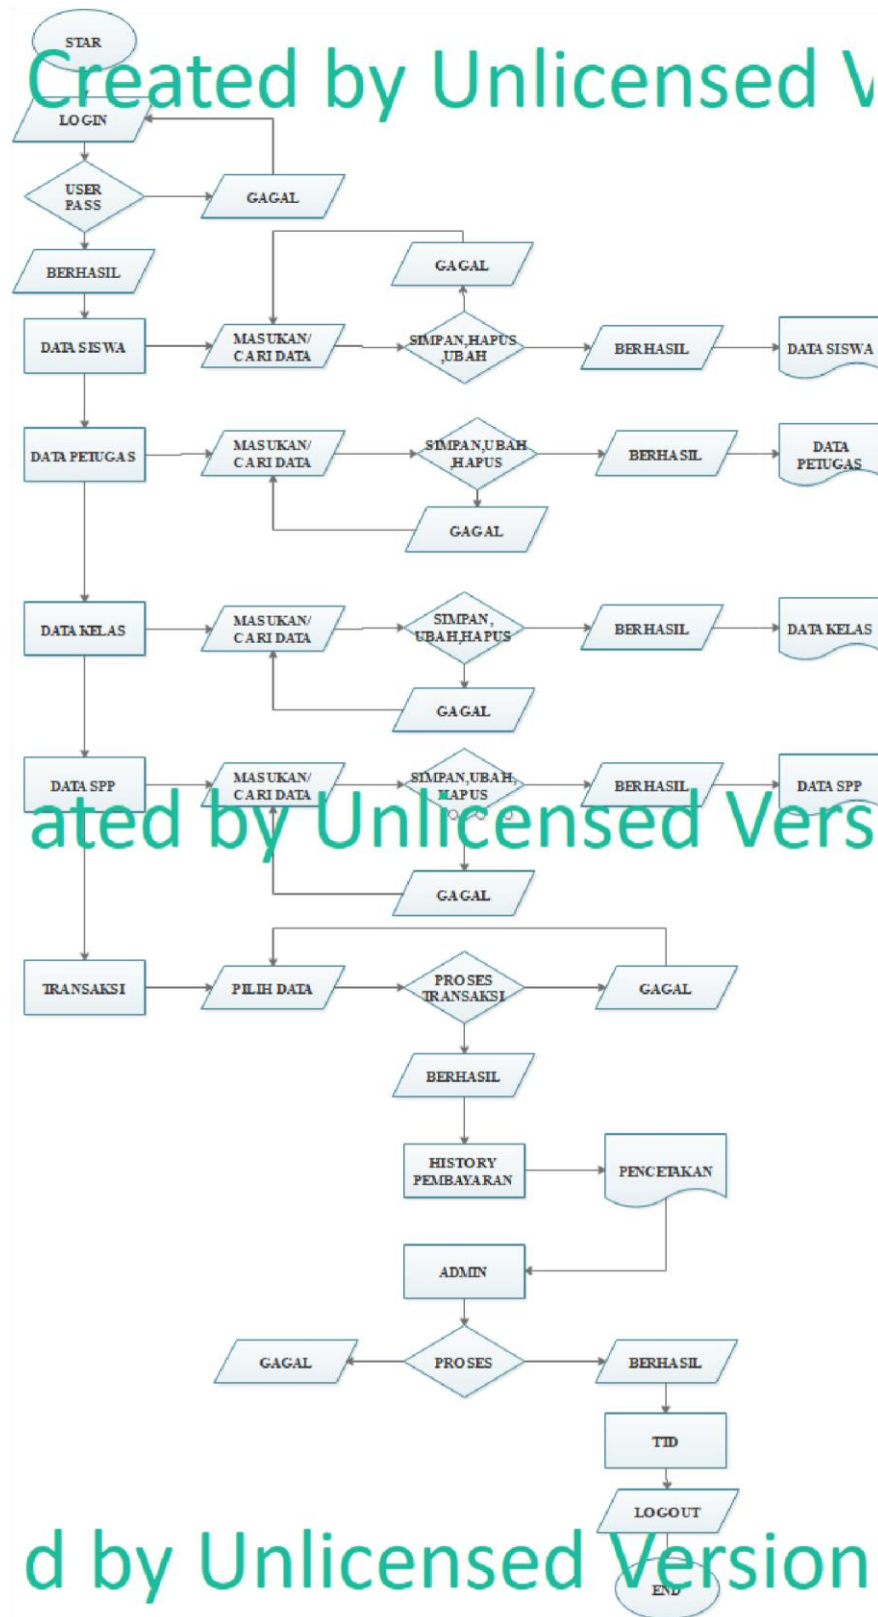 STAR
Created by Unlicensed V
LOGIN
USER
PASS
GAGAL
BERHASIL
GAGAL
DATA SISWA
MASUKAN/
CARI DATA
SIMPAN,HAPUS
,UBAH
BERHASIL
DATA SISWA
DATA PETUGAS
MASUKAN/
CARI DATA
SIMPAN,UBAH
,HAPUS
BERHASIL
DATA
PETUGAS
GAGAL
DATA KELAS
MASUKAN/
CARI DATA
SIMPAN,
UBAH,HAPUS
BERHASIL
DATA KELAS
GAGAL
DATA SPP
MASUKAN/
CARI DATA
SIMPAN,UBAH,
HAPUS
BERHASIL
DATA SPP
ated by Unlicensed Vers
GAGAL
TRANSAKSI
PILIH DATA
PROSES
TRANSAKSI
GAGAL
BERHASIL
HISTORY
PEMBAYARAN
PENCETAKAN
ADMIN
GAGAL
PROSES
BERHASIL
TTD
LOGOUT
d by Unlicensed Version
END